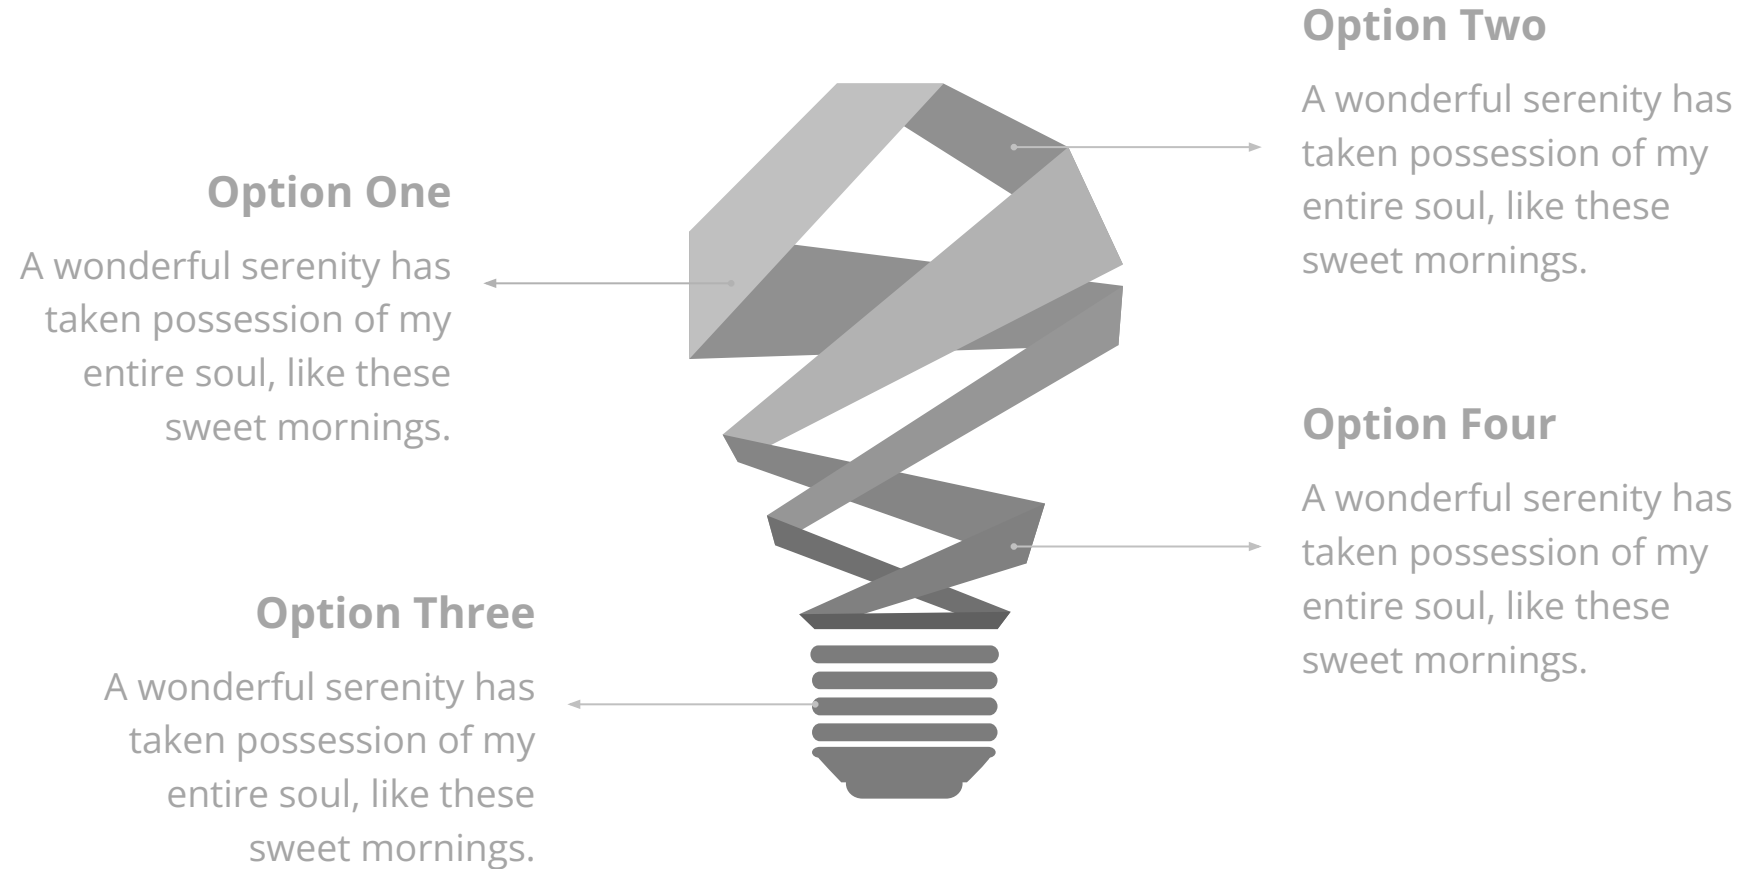 Option One
A wonderful serenity has
taken possession of my
entire soul, like these
sweet mornings.
Option Two
A wonderful serenity has
taken possession of my
entire soul, like these
sweet mornings.
Option Three
A wonderful serenity has
taken possession of my
entire soul, like these
sweet mornings.
Option Four
A wonderful serenity has
taken possession of my
entire soul, like these
sweet mornings.